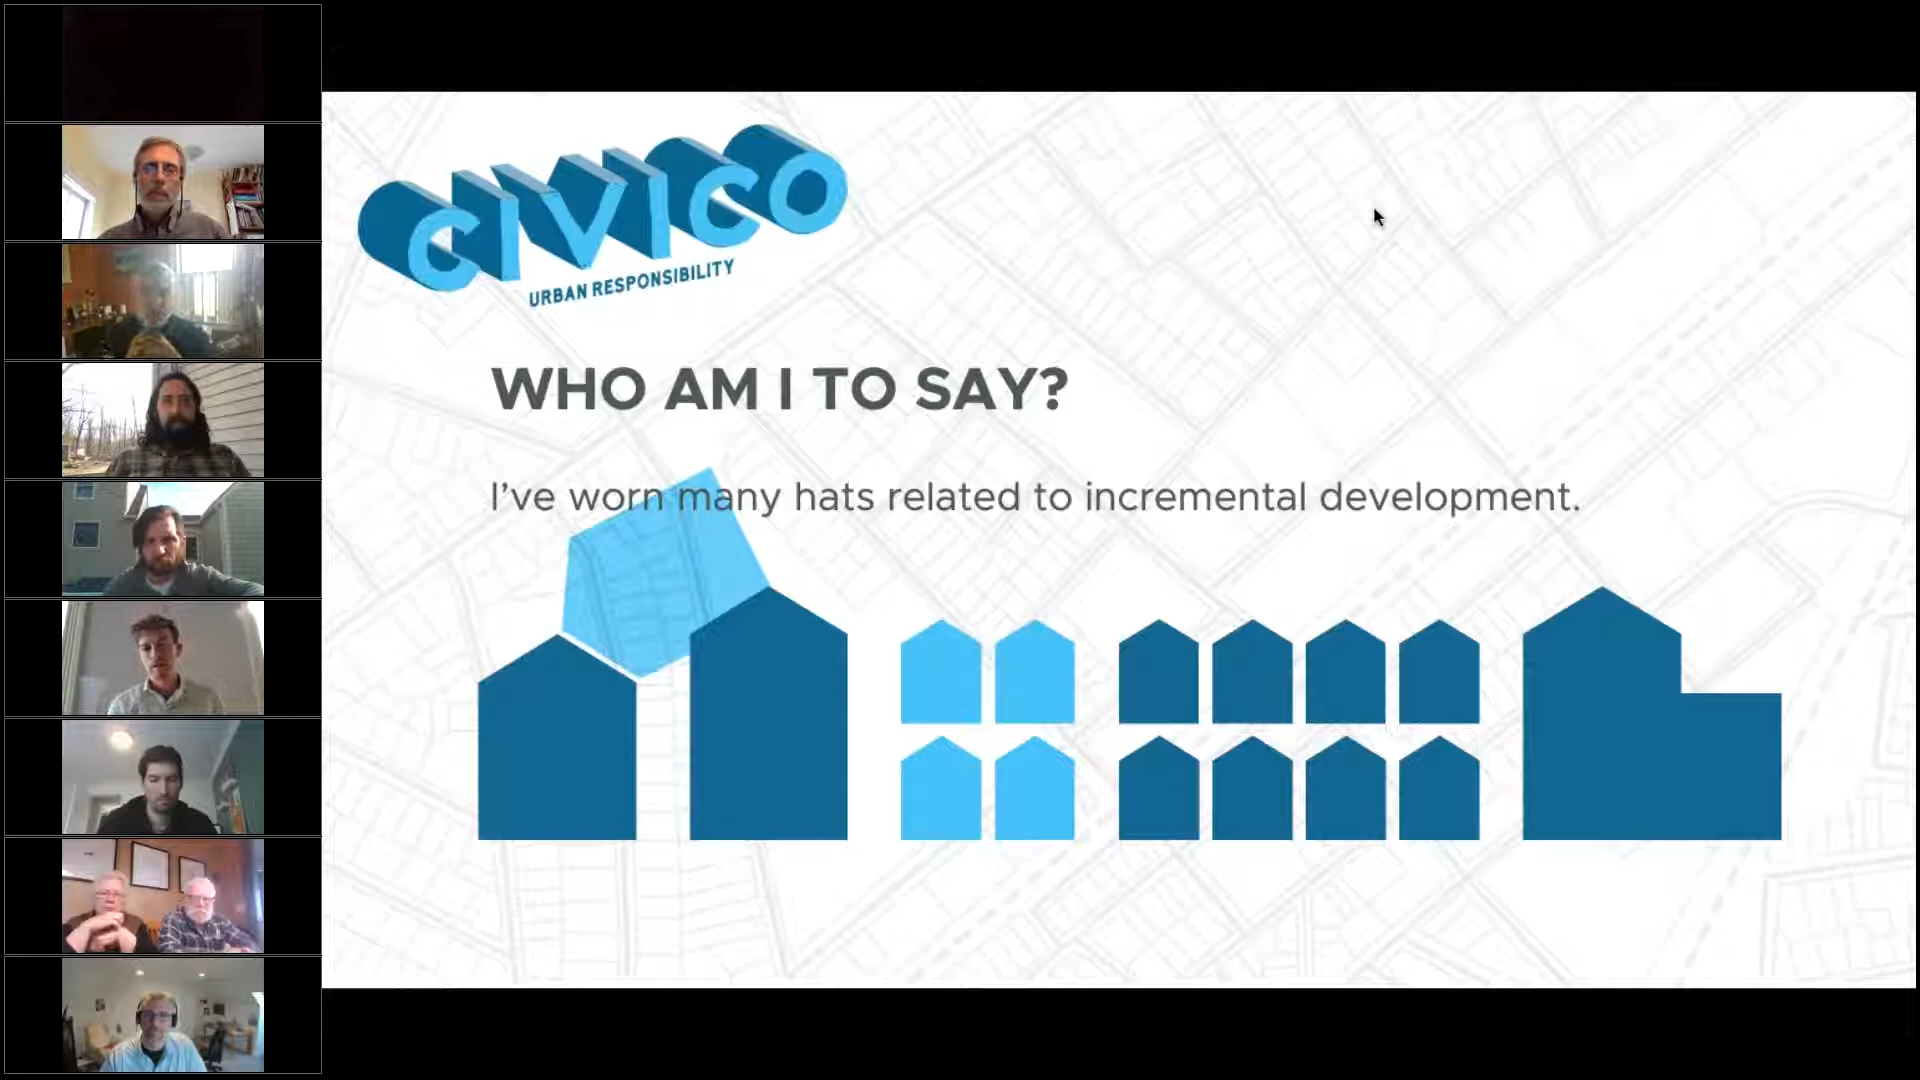 CIVICO
URBAN RESPONSIBILITY
WHO AM I TO SAY?
I’ve worn many hats related to incremental development.